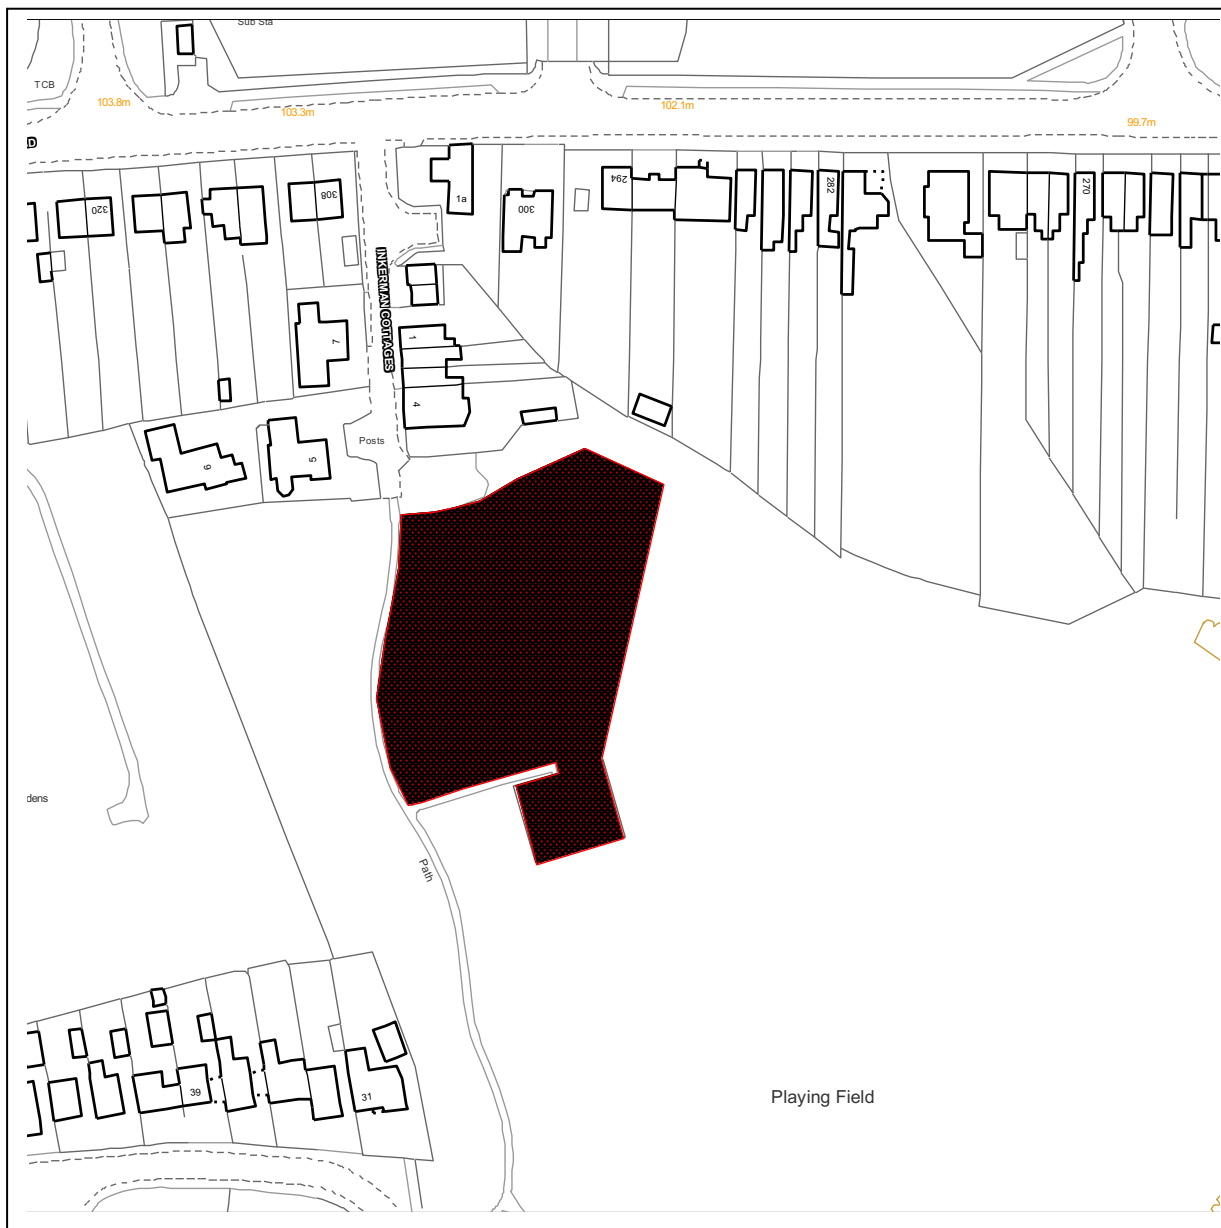 Sub Sta
TCB
103.8m
103.3m
102.1m
99.7m
D
320
308
1a
300
294
282
270
INKERMAN COTTAGES
7
1
4
Posts
6
5
dens
Path
39
31
Playing Field